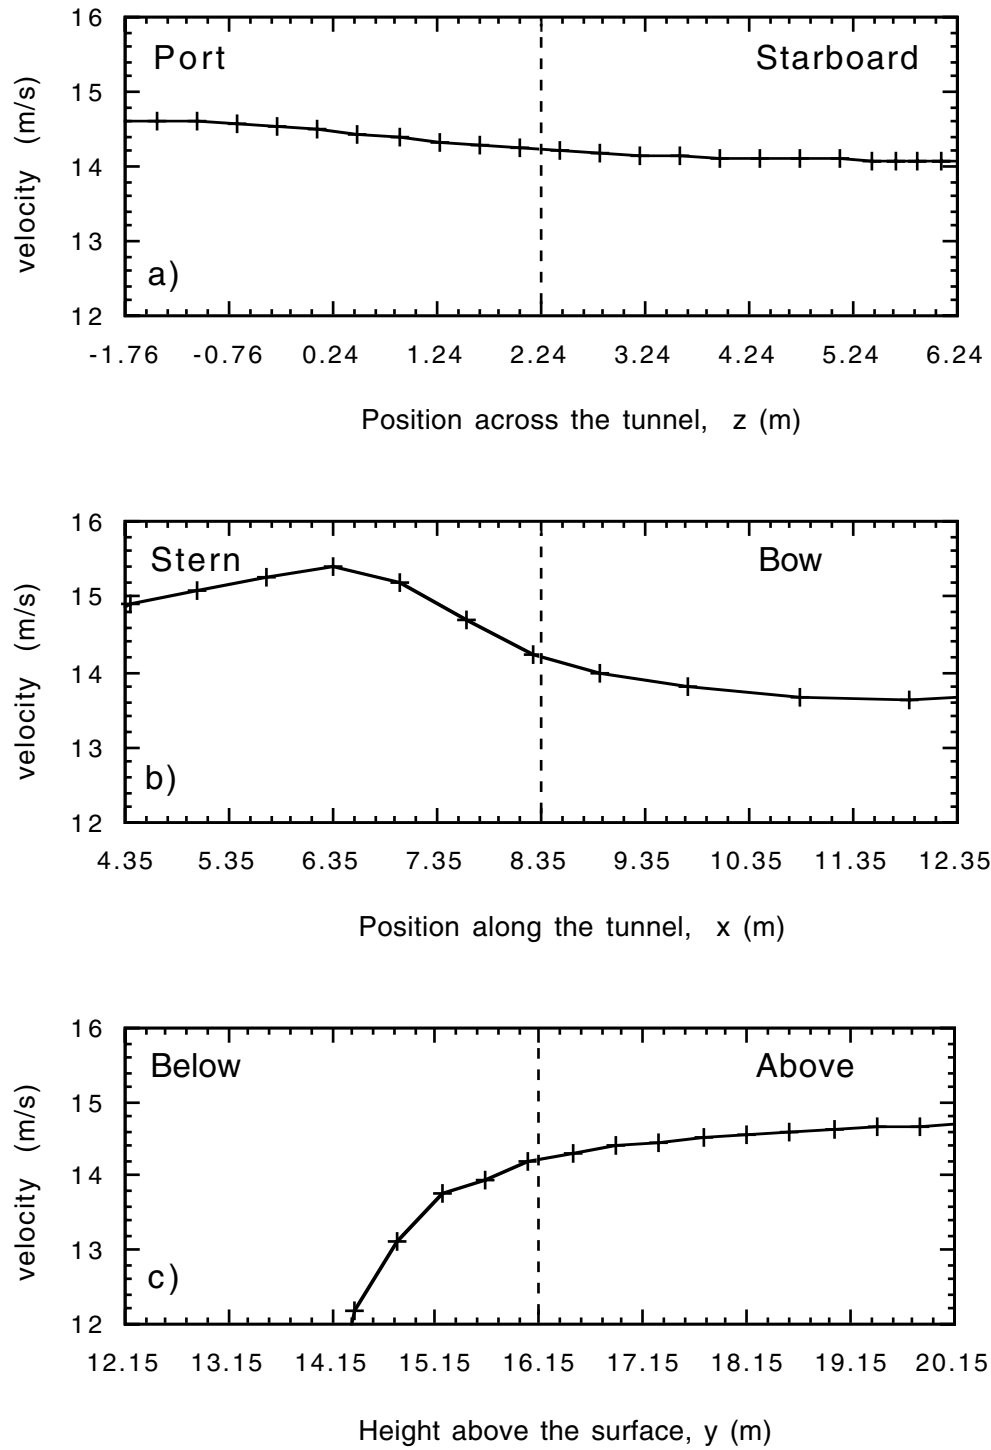 16
Port Starboard
15
14
13
a)
12
velocity (m/s)
-1.76 -0.76 0.24 1.24 2.24 3.24 4.24 5.24 6.24
Position across the tunnel, z (m)
16
Stern Bow
15
14
13
b)
12
velocity (m/s)
4.35 5.35 6.35 7.35 8.35 9.35 10.35 11.35 12.35
Position along the tunnel, x (m)
16
Below Above
15
14
13
c)
12
velocity (m/s)
12.15 13.15 14.15 15.15 16.15 17.15 18.15 19.15 20.15
Height above the surface, y (m)